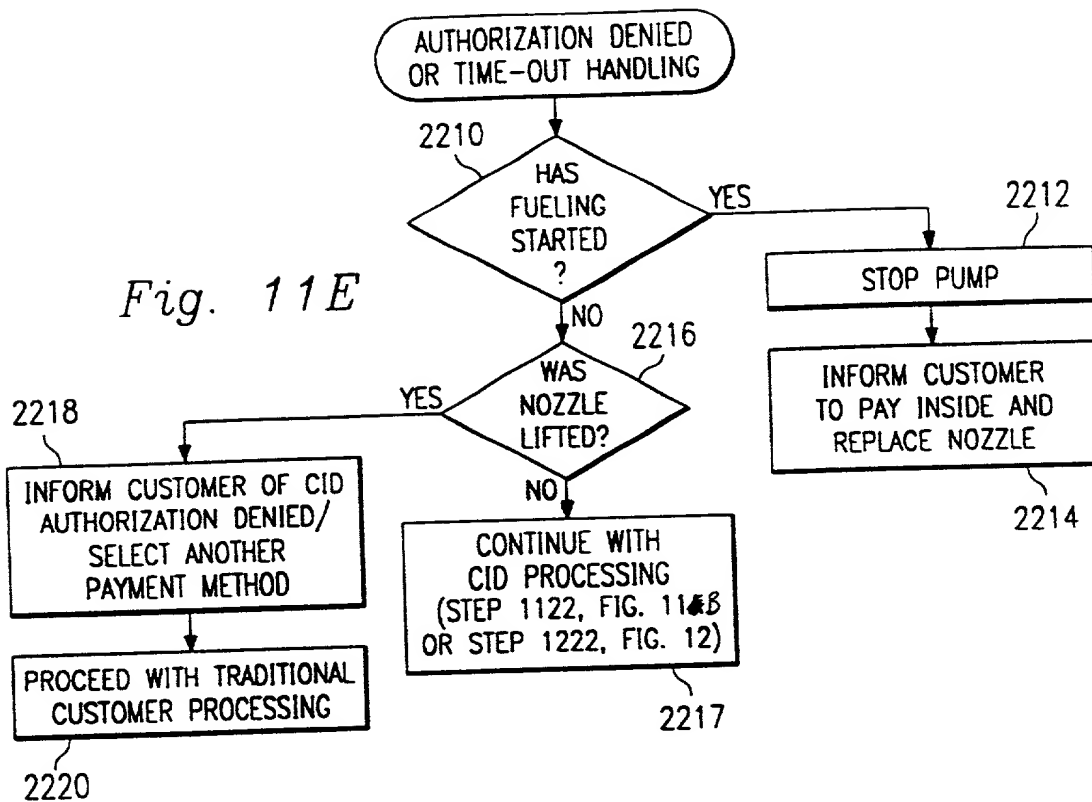 AUTHORIZATION DENIED
OR TIME-OUT HANDLING
2210
HAS
FUELING
STARTED
?
YES
2212
STOP PUMP
Fig. 11E
NO
2216
WAS
NOZZLE
LIFTED?
YES
INFORM CUSTOMER
TO PAY INSIDE AND
REPLACE NOZZLE
2214
2218
INFORM CUSTOMER OF CID
AUTHORIZATION DENIED/
SELECT ANOTHER
PAYMENT METHOD
NO
CONTINUE WITH
CID PROCESSING
(STEP 1122, FIG. 11B
OR STEP 1222, FIG. 12)
2217
PROCEED WITH TRADITIONAL
CUSTOMER PROCESSING
2220